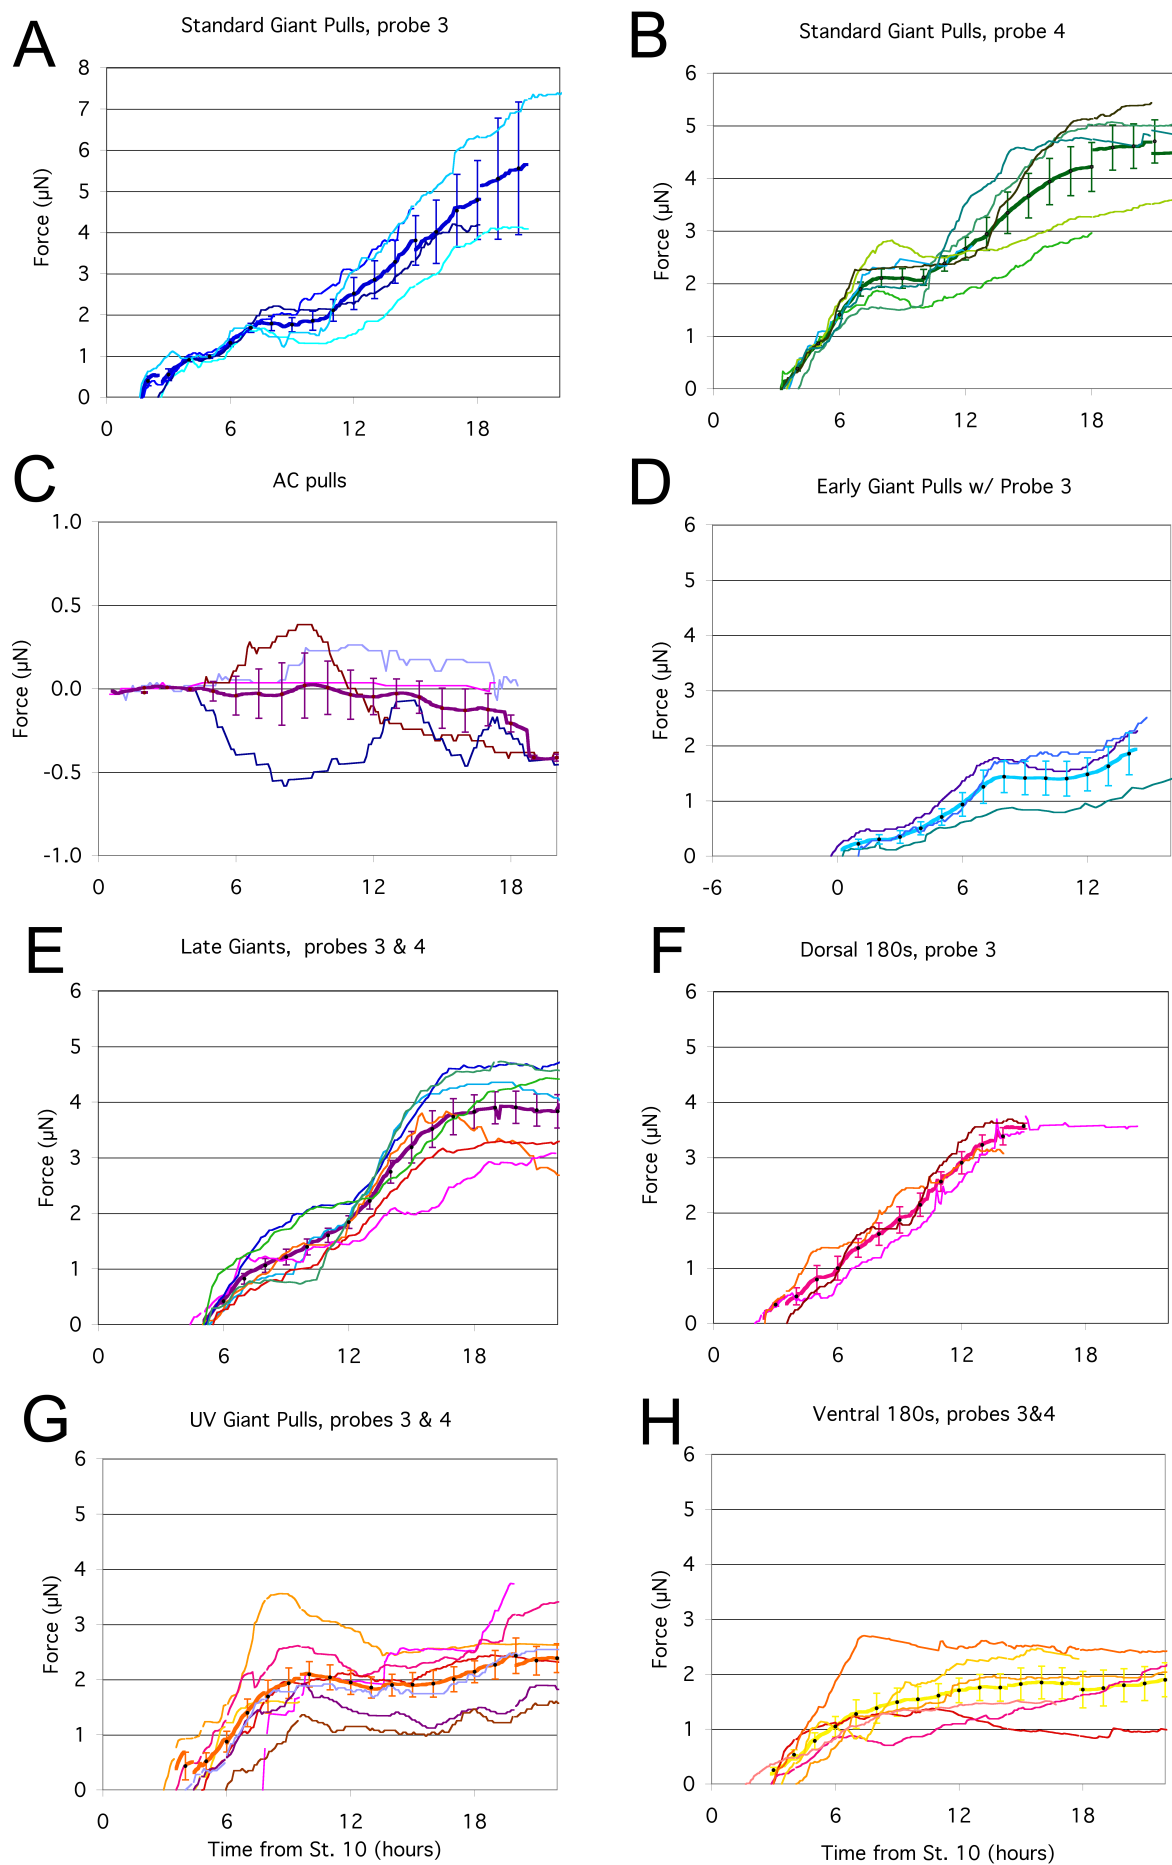 A
Standard Giant Pulls, probe 3
Force (µN)
8
7
6
5
4
3
2
1
0
0 6 12 18
B
Standard Giant Pulls, probe 4
Force (µN)
6
5
4
3
2
1
0
0 6 12 18
C
AC pulls
Force (µN)
1.0
0.5
0.0
-0.5
-1.0
0 6 12 18
D
Early Giant Pulls w/ Probe 3
Force (µN)
6
5
4
3
2
1
0
-6 0 6 12
E
Late Giants, probes 3 & 4
Force (µN)
6
5
4
3
2
1
0
0 6 12 18
F
Dorsal 180s, probe 3
Force (µN)
6
5
4
3
2
1
0
0 6 12 18
G
UV Giant Pulls, probes 3 & 4
Force (µN)
6
5
4
3
2
1
0
0 6 12 18
Time from St. 10 (hours)
H
Ventral 180s, probes 3&4
Force (µN)
6
5
4
3
2
1
0
0 6 12 18
Time from St. 10 (hours)